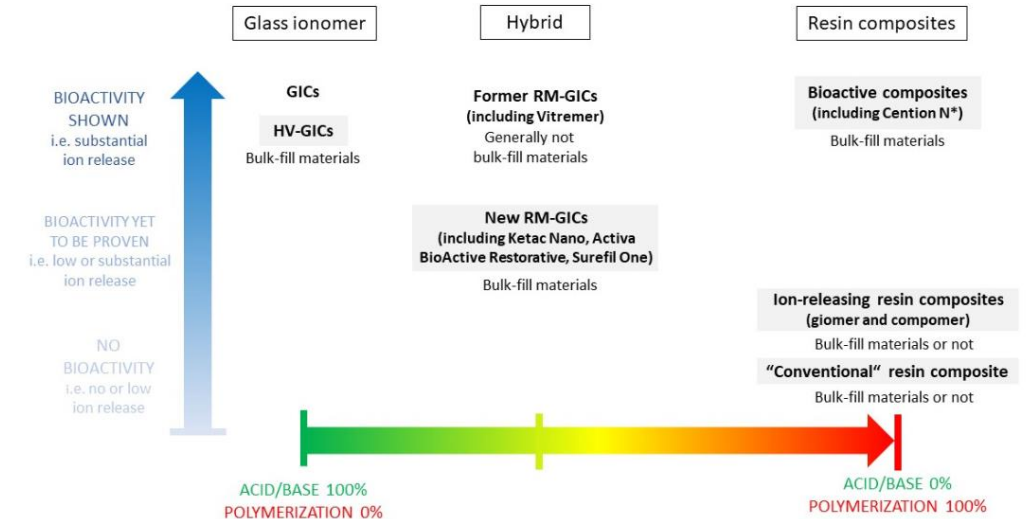 Glass ionomer
Hybrid
Resin composites
BIOACTIVITY
SHOWN
i.e. substantial
ion release
GICs
HV-GICs
Bulk-fill materials
Former RM-GICs
(including Vitremer)
Generally not
bulk-fill materials
Bioactive composites
(including Cention N*)
Bulk-fill materials
BIOACTIVITY YET
TO BE PROVEN
i.e. low or substantial
ion release
New RM-GICs
(including Ketac Nano, Activa
BioActive Restorative, Surefil One)
Bulk-fill materials
NO
BIOACTIVITY
i.e. no or low
ion release
Ion-releasing resin composites
(giomer and compomer)
Bulk-fill materials or not
“Conventional“ resin composite
Bulk-fill materials or not
ACID/BASE 100%
POLYMERIZATION 0%
ACID/BASE 0%
POLYMERIZATION 100%